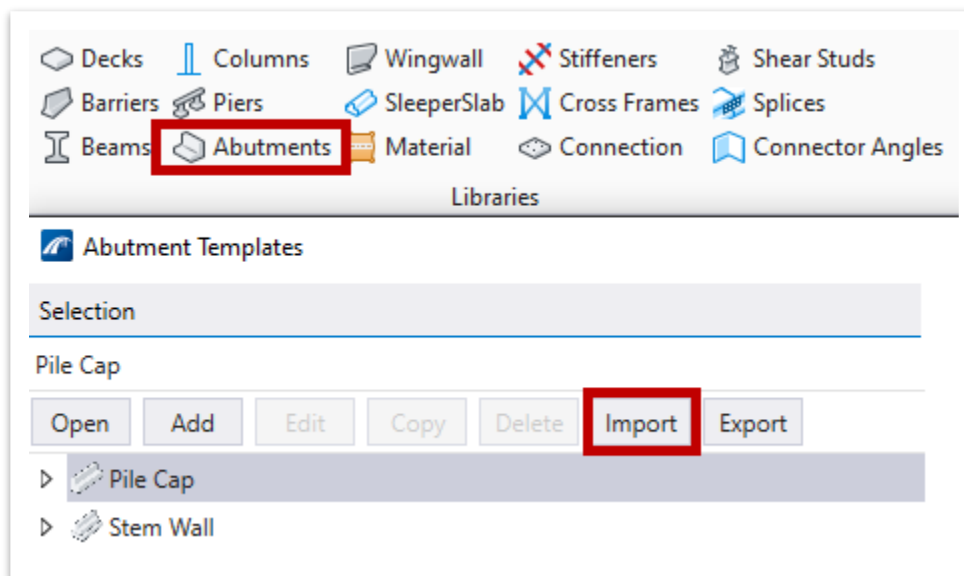 Decks Columns Wingwall Stiffeners Shear Studs
Barriers Piers SleeperSlab Cross Frames Splices
Beams Abutments Material Connection Connector Angles
Libraries
Abutment Templates
Selection
Pile Cap
Open Add Edit Copy Delete Import Export
Pile Cap
Stem Wall